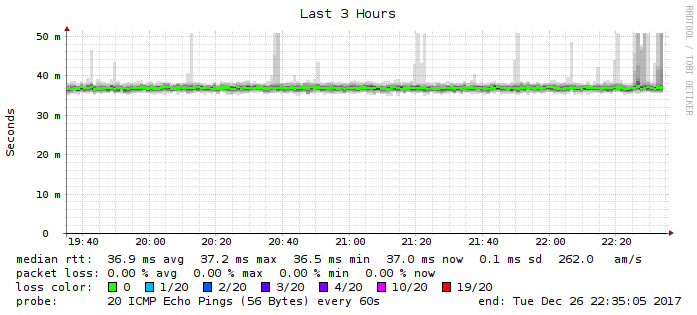 Last 3 Hours
RRDTOOL / TOBI OETIKER
Seconds
50 m
40 m
30 m
20 m
10 m
0
19:40 20:00 20:20 20:40 21:00 21:20 21:40 22:00 22:20
median rtt: 36.9 ms avg 37.2 ms max 36.5 ms min 37.0 ms now 0.1 ms sd 262.0 am/s
packet loss: 0.00 % avg 0.00 % max 0.00 % min 0.00 % now
loss color: 0 1/20 2/20 3/20 4/20 10/20 19/20
probe: 20 ICMP Echo Pings (56 Bytes) every 60s end: Tue Dec 26 22:35:05 2017